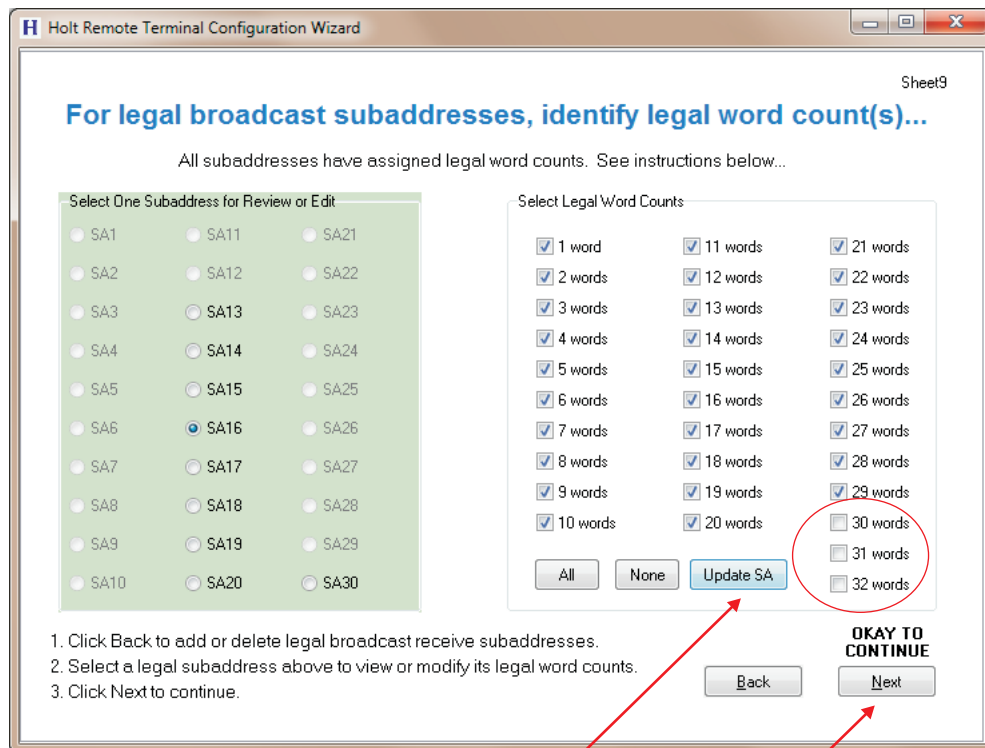 Holt Remote Terminal Configuration Wizard
Sheet9
For legal broadcast subaddresses, identify legal word count(s)...
All subaddresses have assigned legal word counts. See instructions below...
Select One Subaddress for Review or Edit
SA1 SA11 SA21
SA2 SA12 SA22
SA3 SA13 SA23
SA4 SA14 SA24
SA5 SA15 SA25
SA6 SA16 SA26
SA7 SA17 SA27
SA8 SA18 SA28
SA9 SA19 SA29
SA10 SA20 SA30
Select Legal Word Counts
1 word 11 words 21 words
2 words 12 words 22 words
3 words 13 words 23 words
4 words 14 words 24 words
5 words 15 words 25 words
6 words 16 words 26 words
7 words 17 words 27 words
8 words 18 words 28 words
9 words 19 words 29 words
10 words 20 words 30 words
31 words
32 words
All None Update SA
1. Click Back to add or delete legal broadcast receive subaddresses.
2. Select a legal subaddress above to view or modify its legal word counts.
3. Click Next to continue.
OKAY TO
CONTINUE
Back Next